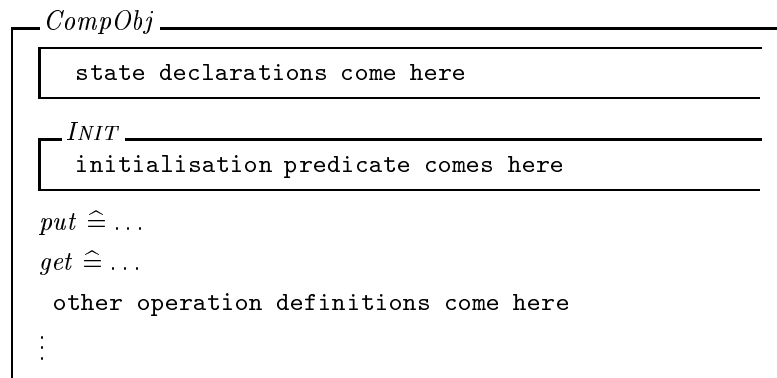 CompObj
state declarations come here
INIT
initialisation predicate comes here
put ≙ ...
get ≙ ...
other operation definitions come here
⋮